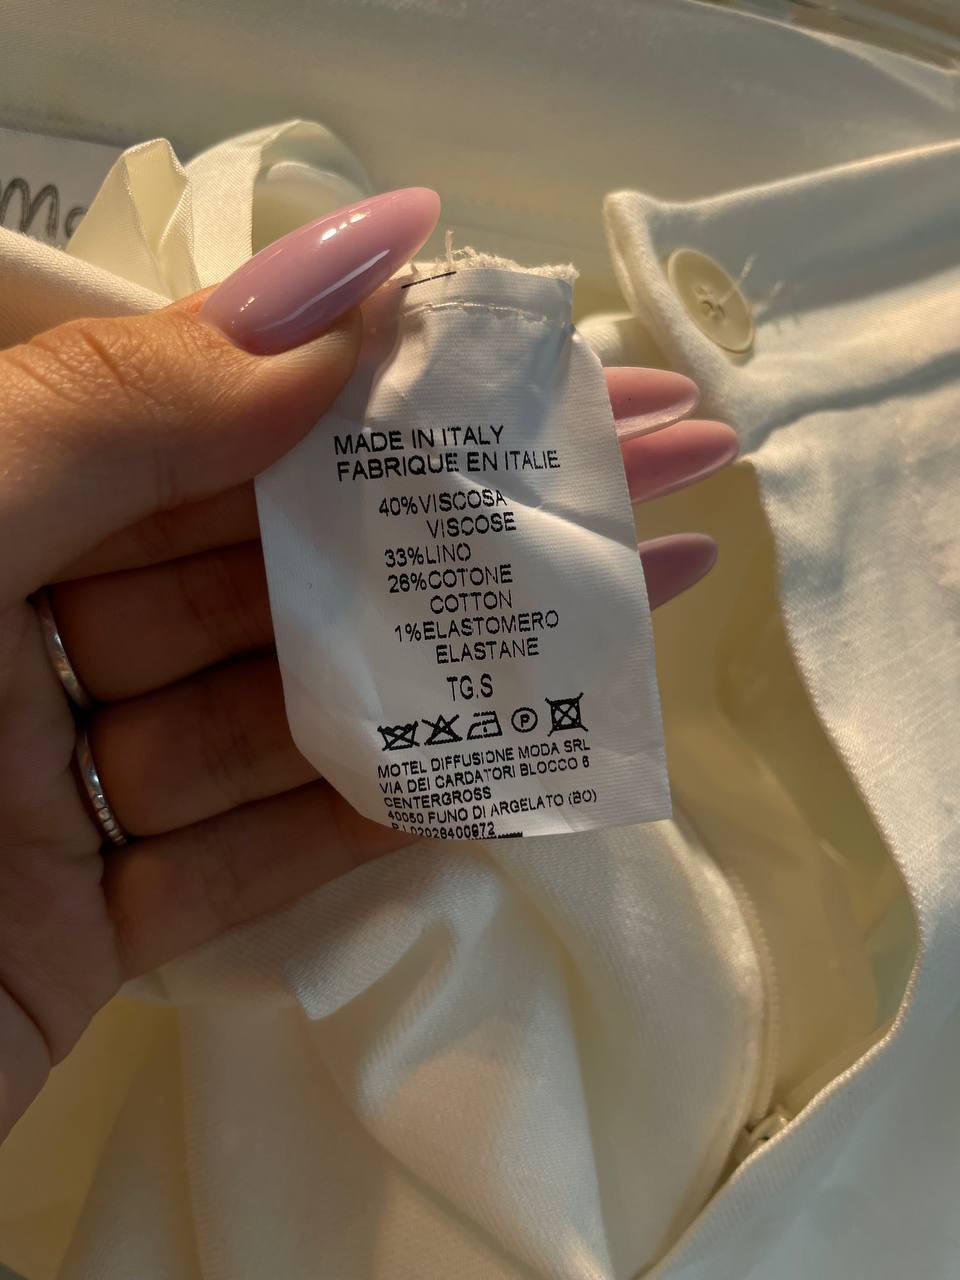 MADE IN ITALY
FABRIQUE EN ITALIE
40%VISCOSA
VISCOSE
33%LINO
26%COTONE
COTTON
1%ELASTOMERO
ELASTANE
TG.S
MOTEL DIFFUSIONE MODA SRL
VIA DEI CARDATORI BLOCCO 6
CENTERGROSS
40050 FUNO DI ARGELATO (BO)
P.I.02026400972